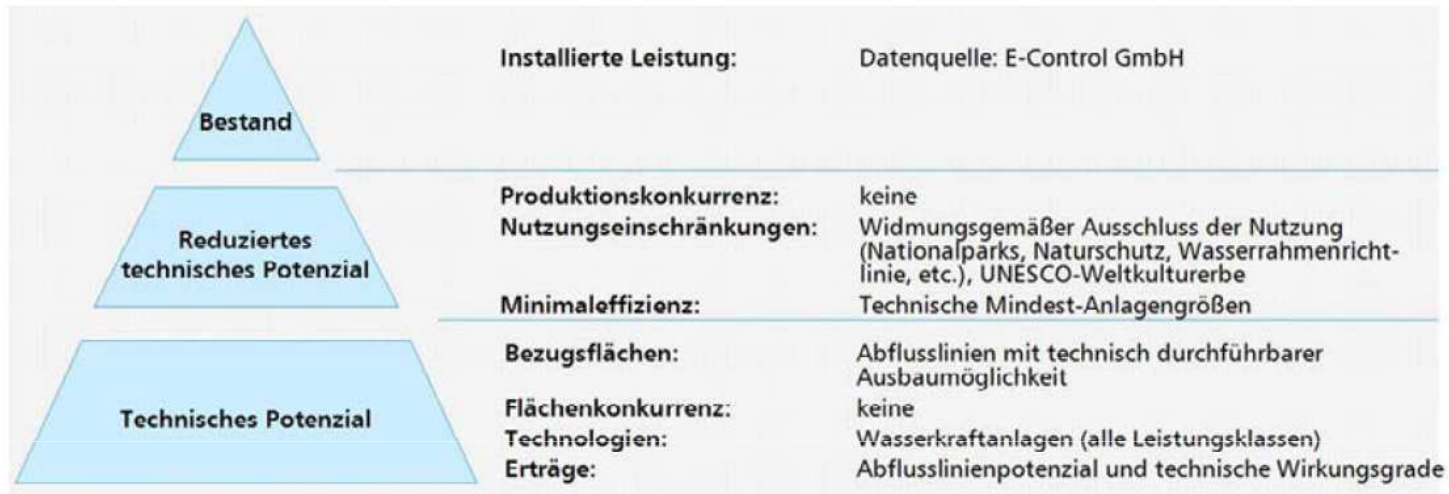 Bestand
Installierte Leistung: Datenquelle: E-Control GmbH
Reduziertes
technisches Potenzial
Produktionskonkurrenz: keine
Nutzungseinschränkungen: Widmungsgemäßer Ausschluss der Nutzung
(Nationalparks, Naturschutz, Wasserrahmenricht-
linie, etc.), UNESCO-Weltkulturerbe
Minimaleffizienz: Technische Mindest-Anlagengrößen
Technisches Potenzial
Bezugsflächen: Abflusslinien mit technisch durchführbarer
Ausbaumöglichkeit
Flächenkonkurrenz: keine
Technologien: Wasserkraftanlagen (alle Leistungsklassen)
Erträge: Abflusslinienpotenzial und technische Wirkungsgrade